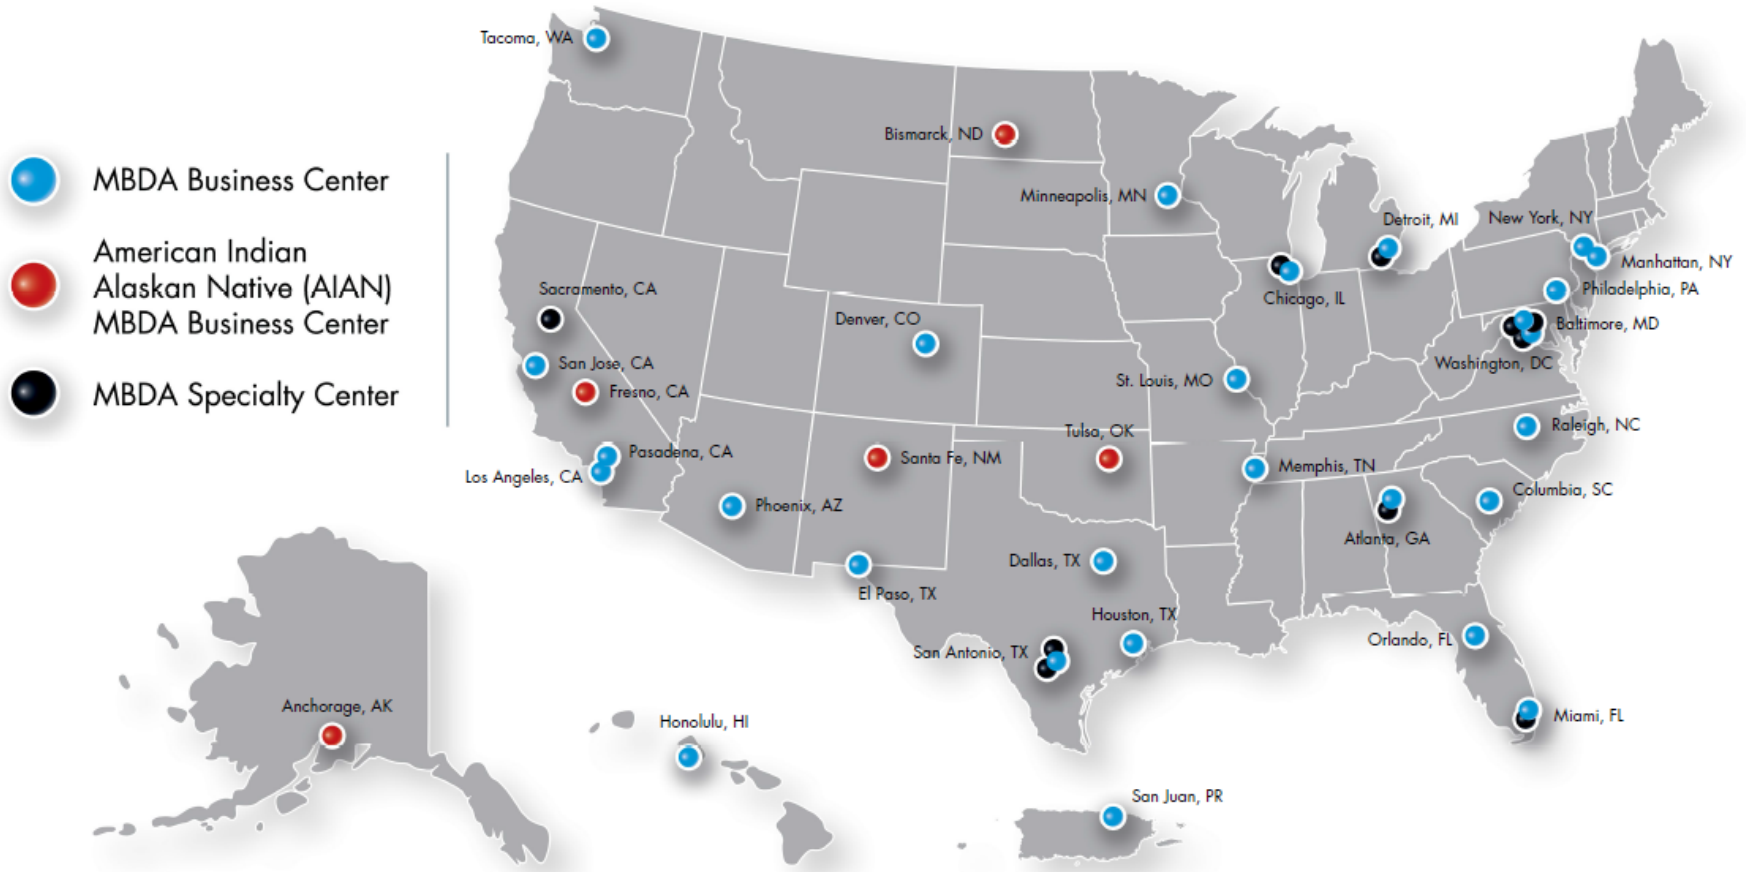 MBDA Business Center
American Indian
Alaskan Native (AIAN)
MBDA Business Center
MBDA Specialty Center
Tacoma, WA
Bismarck, ND
Minneapolis, MN
Detroit, MI
New York, NY
Manhattan, NY
Sacramento, CA
Denver, CO
Chicago, IL
Philadelphia, PA
Baltimore, MD
San Jose, CA
Fresno, CA
St. Louis, MO
Washington, DC
Pasadena, CA
Los Angeles, CA
Santa Fe, NM
Tulsa, OK
Memphis, TN
Raleigh, NC
Phoenix, AZ
Columbia, SC
Atlanta, GA
El Paso, TX
Dallas, TX
Houston, TX
San Antonio, TX
Orlando, FL
Miami, FL
Anchorage, AK
Honolulu, HI
San Juan, PR